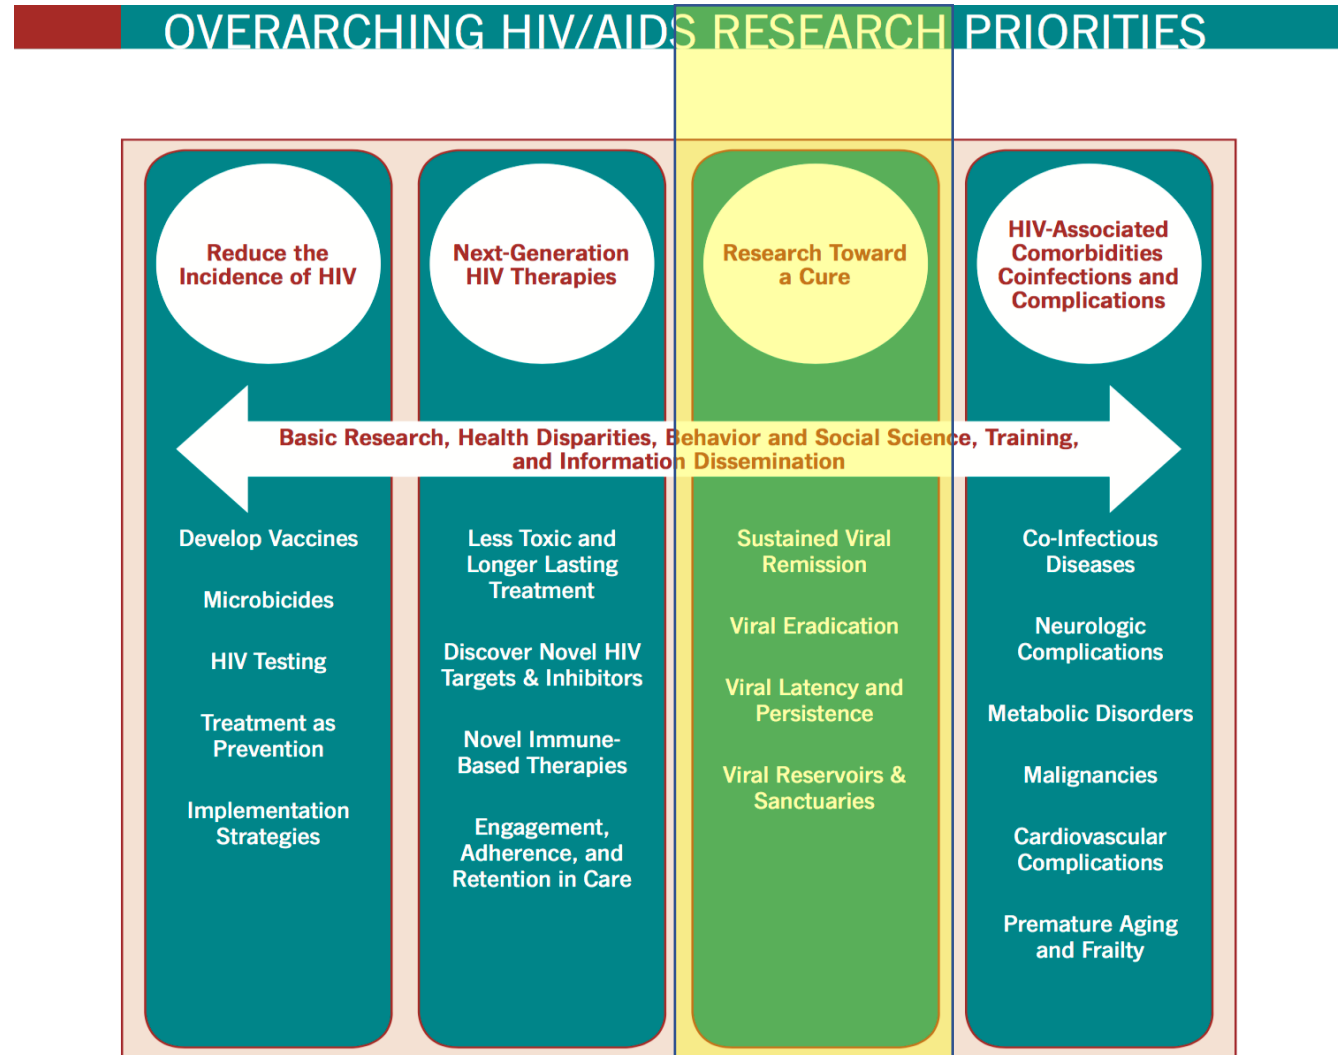 OVERARCHING HIV/AIDS RESEARCH PRIORITIES
Reduce the
Incidence of HIV
Next-Generation
HIV Therapies
Research Toward
a Cure
HIV-Associated
Comorbidities
Coinfections and
Complications
Basic Research, Health Disparities, Behavior and Social Science, Training,
and Information Dissemination
Develop Vaccines
Microbicides
HIV Testing
Treatment as
Prevention
Implementation
Strategies
Less Toxic and
Longer Lasting
Treatment
Discover Novel HIV
Targets & Inhibitors
Novel Immune-
Based Therapies
Engagement,
Adherence, and
Retention in Care
Sustained Viral
Remission
Viral Eradication
Viral Latency and
Persistence
Viral Reservoirs &
Sanctuaries
Co-Infectious
Diseases
Neurologic
Complications
Metabolic Disorders
Malignancies
Cardiovascular
Complications
Premature Aging
and Frailty